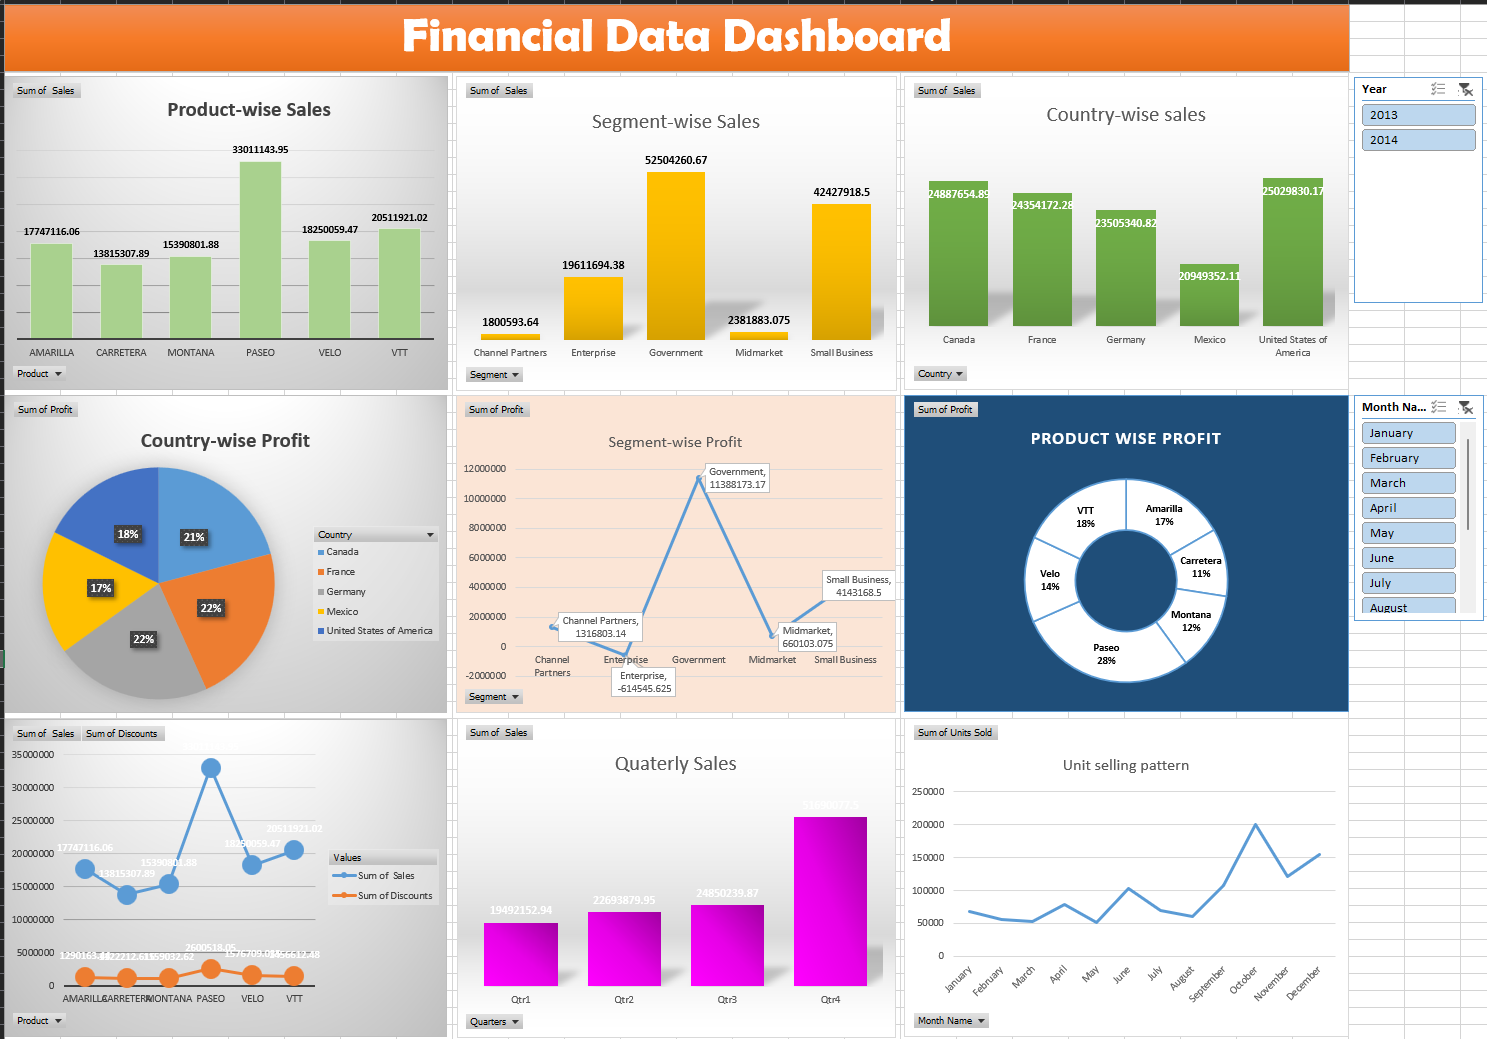 Financial Data Dashboard
Sum of Sales
Product-wise Sales
33011143.95
20511921.02
17747116.06
18250059.47
15390801.88
13815307.89
AMARILLA CARRETERA MONTANA PASEO VELO VTT
Product
Sum of Sales
Segment-wise Sales
52504260.67
42427918.5
19611694.38
1800593.64
2381883.075
Channel Partners Enterprise Government Midmarket Small Business
Segment
Sum of Sales
Country-wise sales
24887654.89
24354172.28
23505340.82
20949352.11
25029830.17
Canada France Germany Mexico United States of
America
Country
Year
2013
2014
Sum of Profit
Country-wise Profit
18% 21%
17%
22%
22%
Country
Canada
France
Germany
Mexico
United States of America
Sum of Profit
Segment-wise Profit
12000000
10000000
8000000
6000000
4000000
2000000
0
-2000000
Government,
11388173.17
Small Business,
4143168.5
Channel Partners,
1316803.14
Midmarket,
660103.075
Enterprise,
-614545.625
Channel
Partners
Enterprise Government Midmarket Small Business
Segment
Sum of Profit
PRODUCT WISE PROFIT
VTT
18%
Amarilla
17%
Velo
14%
Carretera
11%
Montana
12%
Paseo
28%
Month Na...
January
February
March
April
May
June
July
August
Sum of Sales Sum of Discounts
35000000
30000000
25000000
20000000
15000000
10000000
5000000
0
17747116.06
13815307.89
15390801.88
18250059.47
20511921.02
2600518.05
AMARILLA CARRETERA MONTANA PASEO VELO VTT
Values
Sum of Sales
Sum of Discounts
Product
Sum of Sales
Quaterly Sales
19492152.94
22693879.95
24850239.87
Qtr1 Qtr2 Qtr3 Qtr4
Quarters
Sum of Units Sold
Unit selling pattern
250000
200000
150000
100000
50000
0
January February March April May June July August September October November December
Month Name